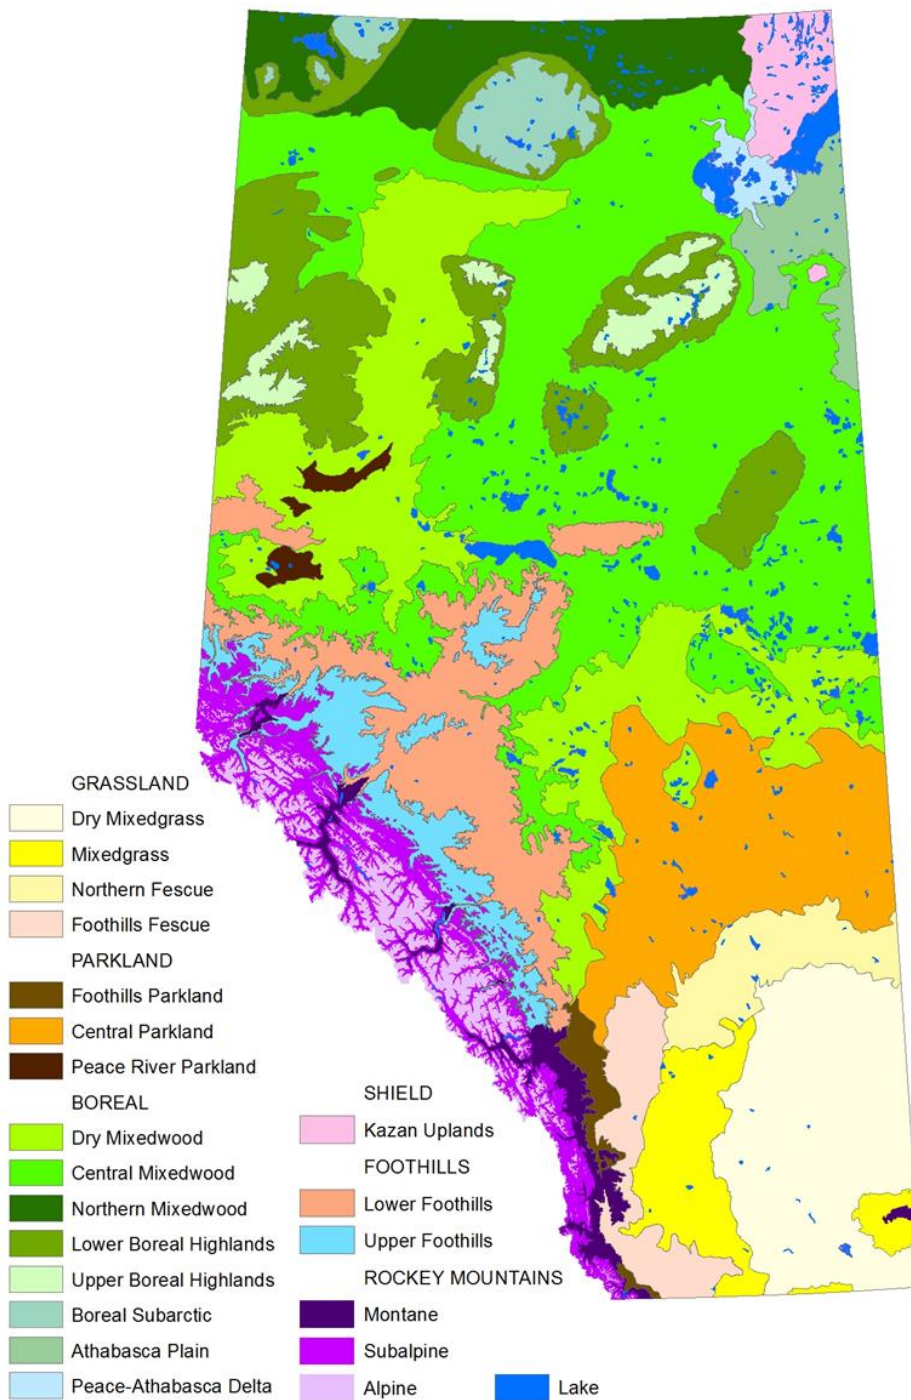 GRASSLAND
Dry Mixedgrass
Mixedgrass
Northern Fescue
Foothills Fescue
PARKLAND
Foothills Parkland
Central Parkland
Peace River Parkland
BOREAL
Dry Mixedwood
Central Mixedwood
Northern Mixedwood
Lower Boreal Highlands
Upper Boreal Highlands
Boreal Subarctic
Athabasca Plain
Peace-Athabasca Delta
SHIELD
Kazan Uplands
FOOTHILLS
Lower Foothills
Upper Foothills
ROCKEY MOUNTAINS
Montane
Subalpine
Alpine
Lake